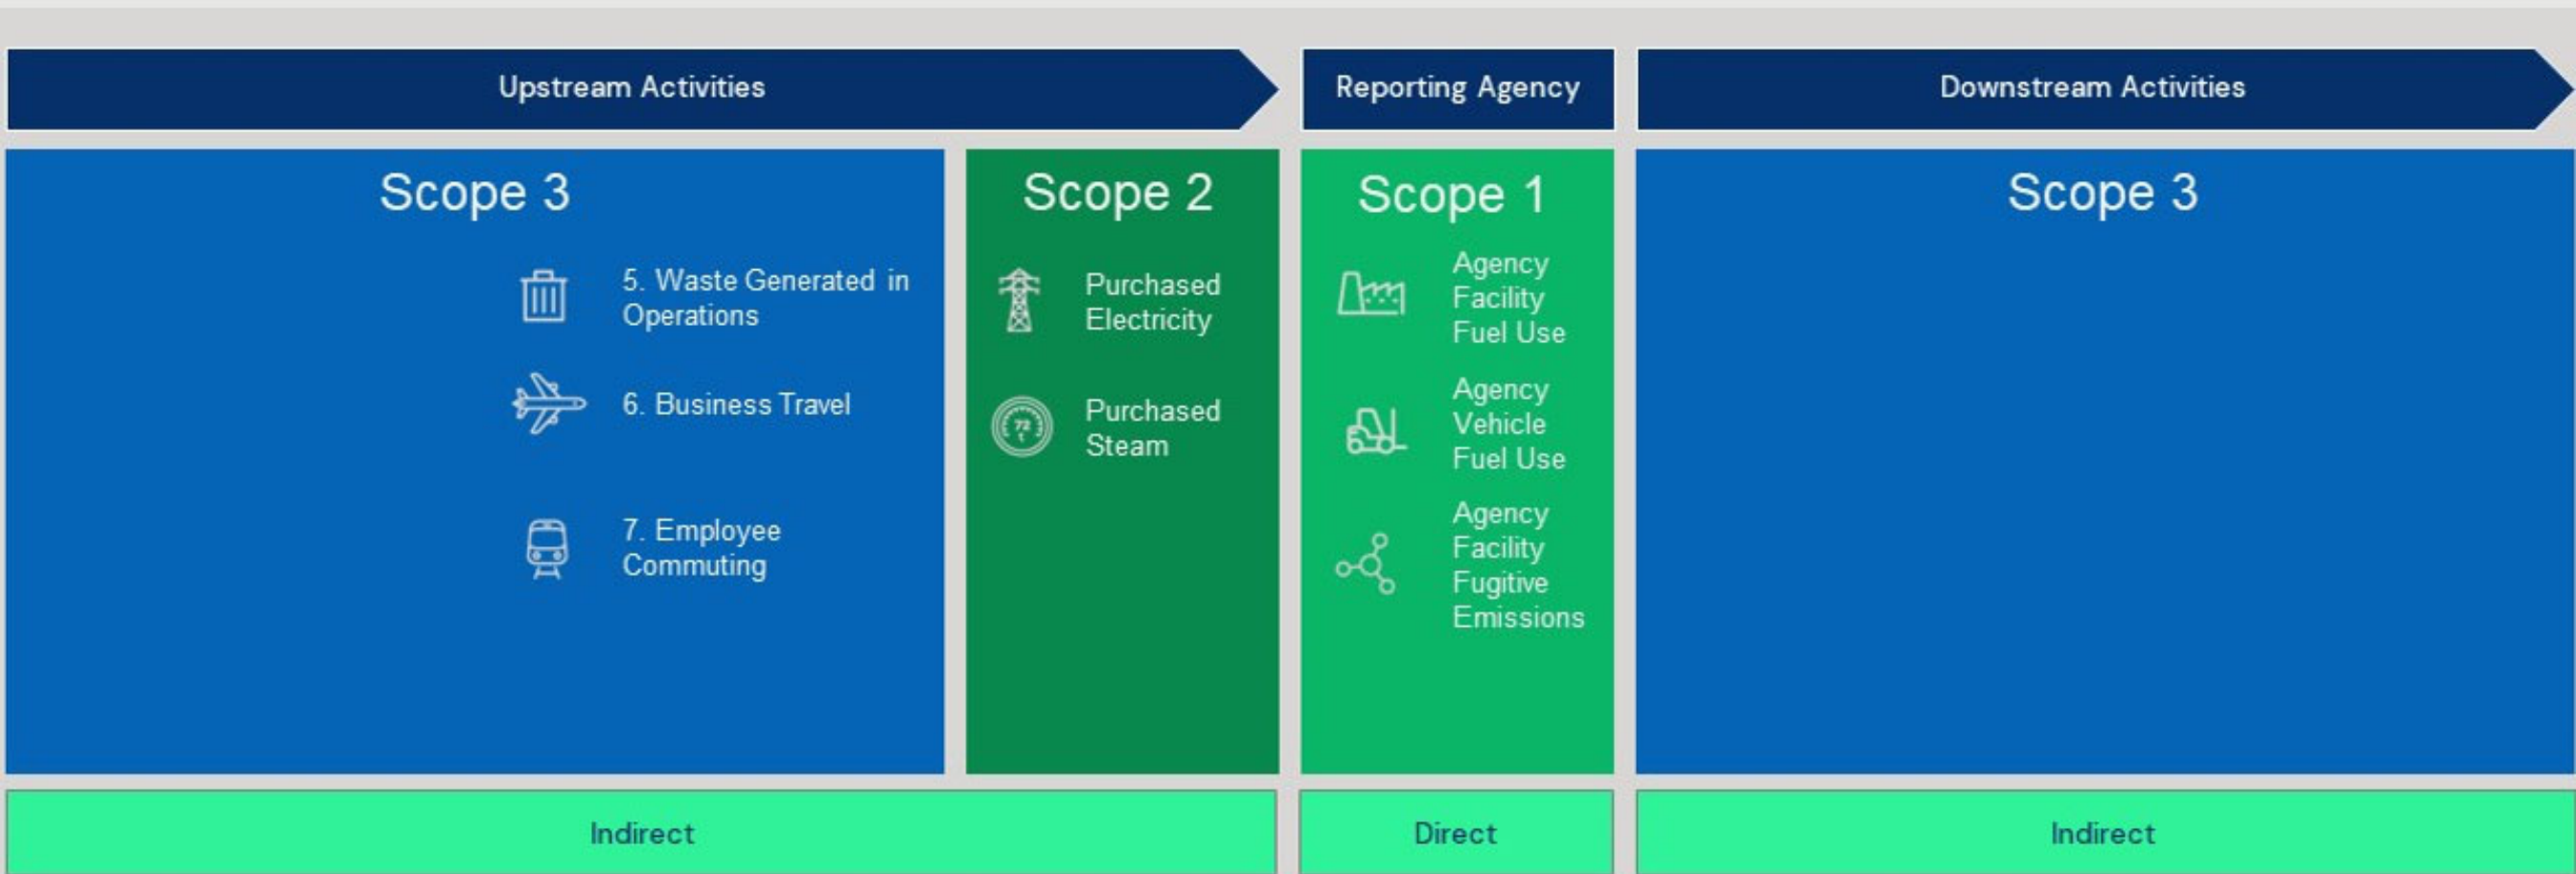 Upstream Activities
Reporting Agency
Downstream Activities
Scope 3
5. Waste Generated in
Operations
6. Business Travel
7. Employee
Commuting
Scope 2
Purchased
Electricity
72
Purchased
Steam
Scope 1
Agency
Facility
Fuel Use
Agency
Vehicle
Fuel Use
Agency
Facility
Fugitive
Emissions
Scope 3
Indirect
Direct
Indirect